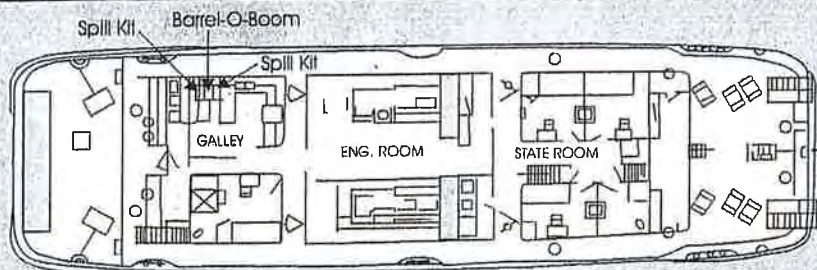 Barrel-O-Boom
Spill Kit
Spill Kit
GALLEY
ENG. ROOM
STATE ROOM